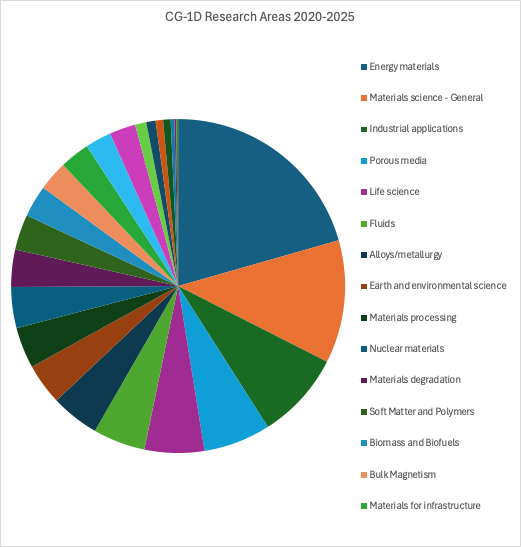 CG-1D Research Areas 2020-2025
Energy materials
Materials science - General
Industrial applications
Porous media
Life science
Fluids
Alloys/metallurgy
Earth and environmental science
Materials processing
Nuclear materials
Materials degradation
Soft Matter and Polymers
Biomass and Biofuels
Bulk Magnetism
Materials for infrastructure